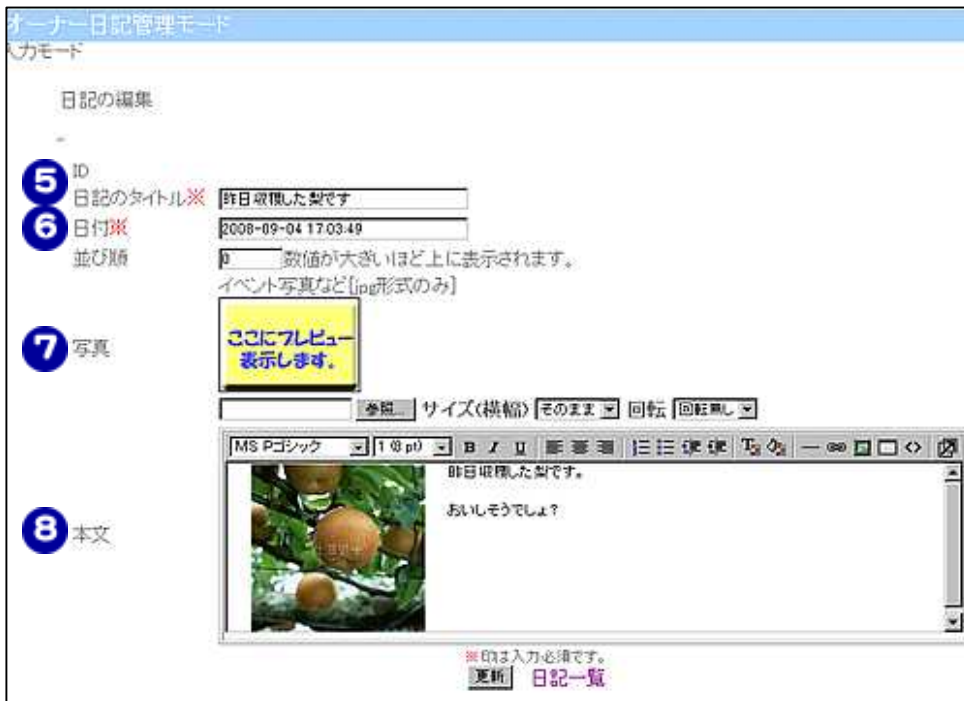 オーナー日記管理モード
入力モード
日記の編集
5
ID
日記のタイトル※ 昨日収穫した梨です
6 日付※ 2008-09-04 17:03:49
並び順 0 数値が大きいほど上に表示されます。
イベント写真など[jpg形式のみ]
7 写真
ここにプレビュー
表示します。
参照... サイズ(横幅) そのまま 回転 回転無し
MS Pゴシック 1 (8 pt) B I U
昨日収穫した梨です。
おいしそうでしょ?
8 本文
※印は入力必須です。
更新 日記一覧